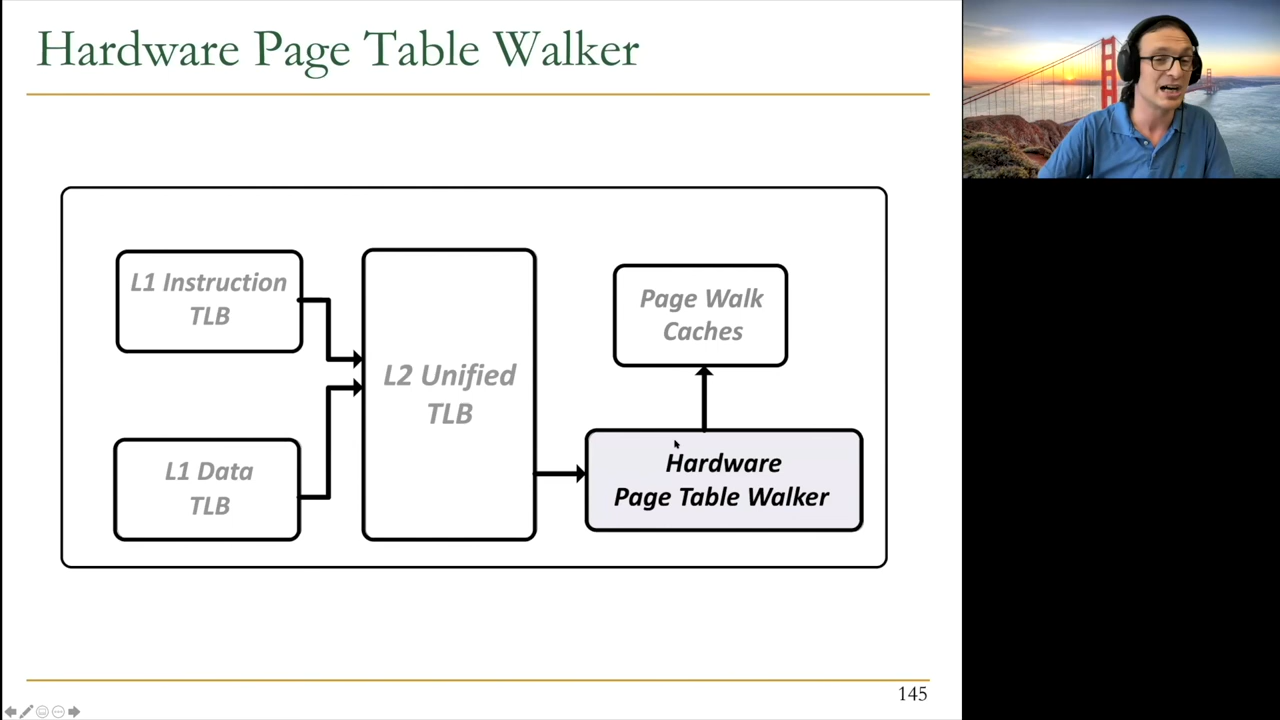 Hardware Page Table Walker
L1 Instruction
TLB
L1 Data
TLB
L2 Unified
TLB
Page Walk
Caches
Hardware
Page Table Walker
145